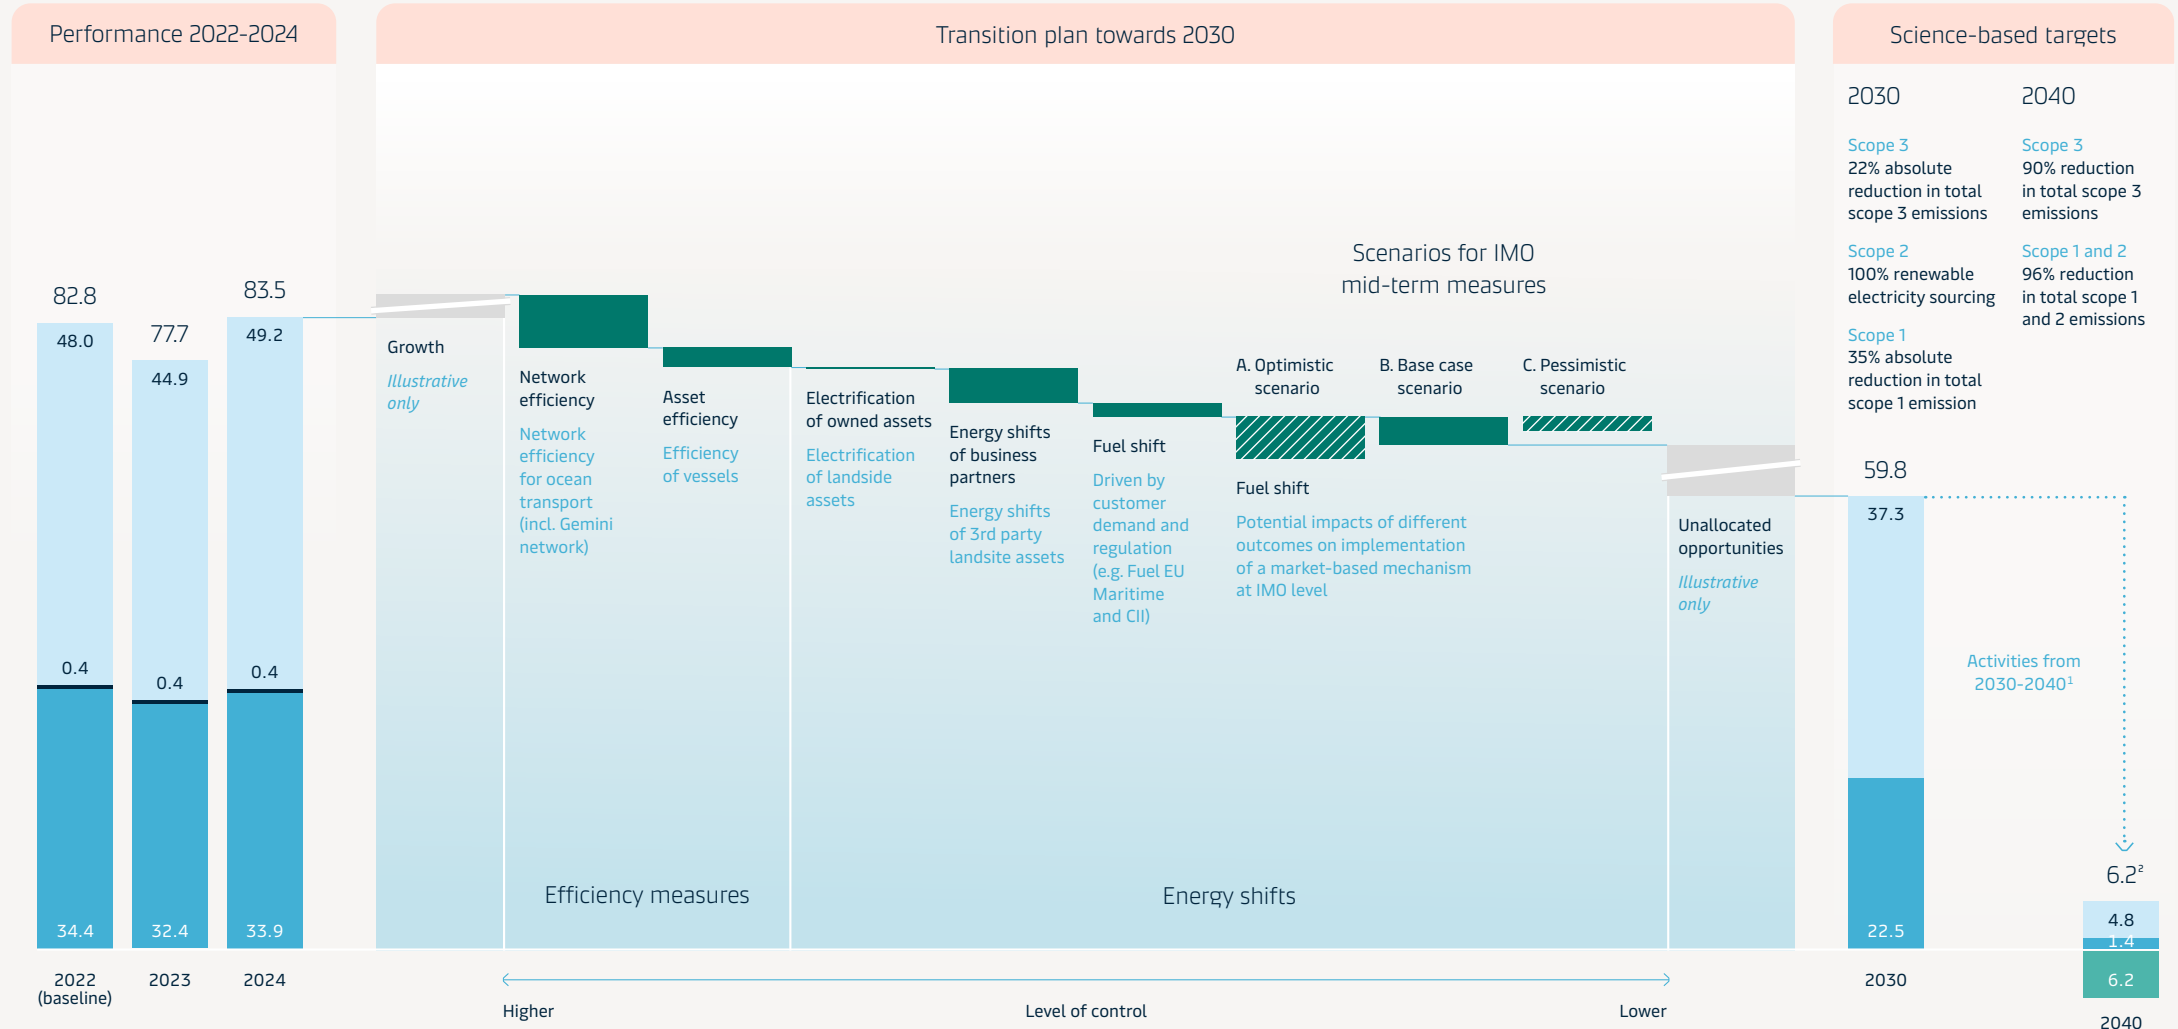 Performance 2022-2024
82.8
48.0
0.4
34.4
2022
(baseline)
77.7
44.9
0.4
32.4
2023
83.5
49.2
0.4
33.9
2024
Transition plan towards 2030
Growth
Illustrative
only
Network
efficiency
Network
efficiency
for ocean
transport
(incl. Gemini
network)
Asset
efficiency
Efficiency
of vessels
Efficiency measures
Electrification
of owned assets
Electrification
of landside
assets
Energy shifts
of business
partners
Energy shifts
of 3rd party
landsite assets
Fuel shift
Driven by
customer
demand and
regulation
(e.g. Fuel EU
Maritime
and CII)
Scenarios for IMO
mid-term measures
A. Optimistic
scenario
B. Base case
scenario
C. Pessimistic
scenario
Fuel shift
Potential impacts of different
outcomes on implementation
of a market-based mechanism
at IMO level
Energy shifts
Unallocated
opportunities
Illustrative
only
Higher
Level of control
Lower
Science-based targets
2030
Scope 3
22% absolute
reduction in total
scope 3 emissions
Scope 2
100% renewable
electricity sourcing
Scope 1
35% absolute
reduction in total
scope 1 emission
2040
Scope 3
90% reduction
in total scope 3
emissions
Scope 1 and 2
96% reduction
in total scope 1
and 2 emissions
59.8
37.3
22.5
2030
Activities from
2030-2040¹
6.2²
4.8
1.4
6.2
2040